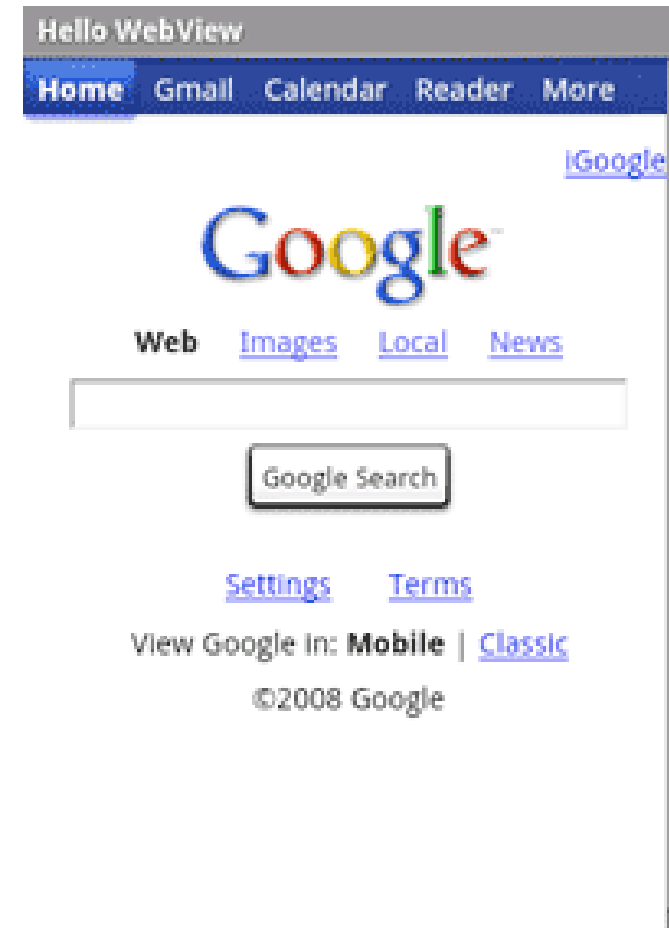 Hello WebView
Home Gmail Calendar Reader More
iGoogle
Google™
Web Images Local News
Google Search
Settings Terms
View Google in: Mobile | Classic
©2008 Google